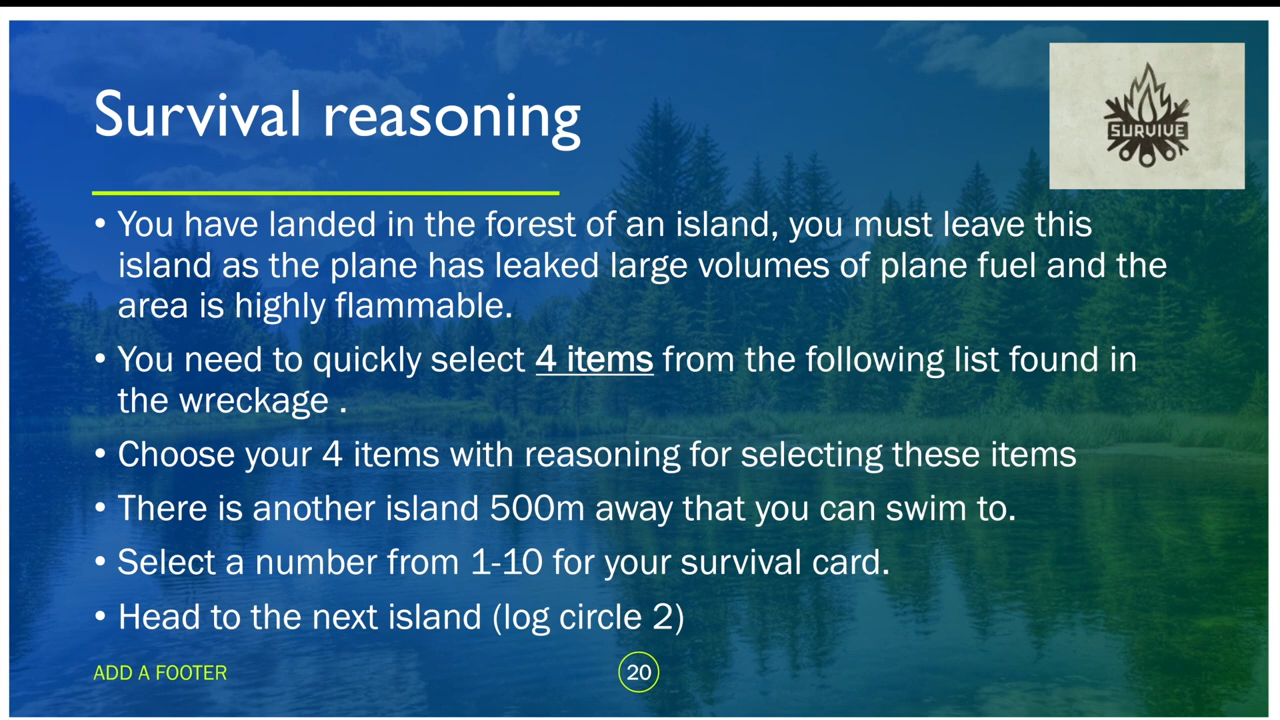 SURVIVE
Survival reasoning
• You have landed in the forest of an island, you must leave this
island as the plane has leaked large volumes of plane fuel and the
area is highly flammable.
• You need to quickly select 4 items from the following list found in
the wreckage .
• Choose your 4 items with reasoning for selecting these items
• There is another island 500m away that you can swim to.
• Select a number from 1-10 for your survival card.
• Head to the next island (log circle 2)
ADD A FOOTER
20